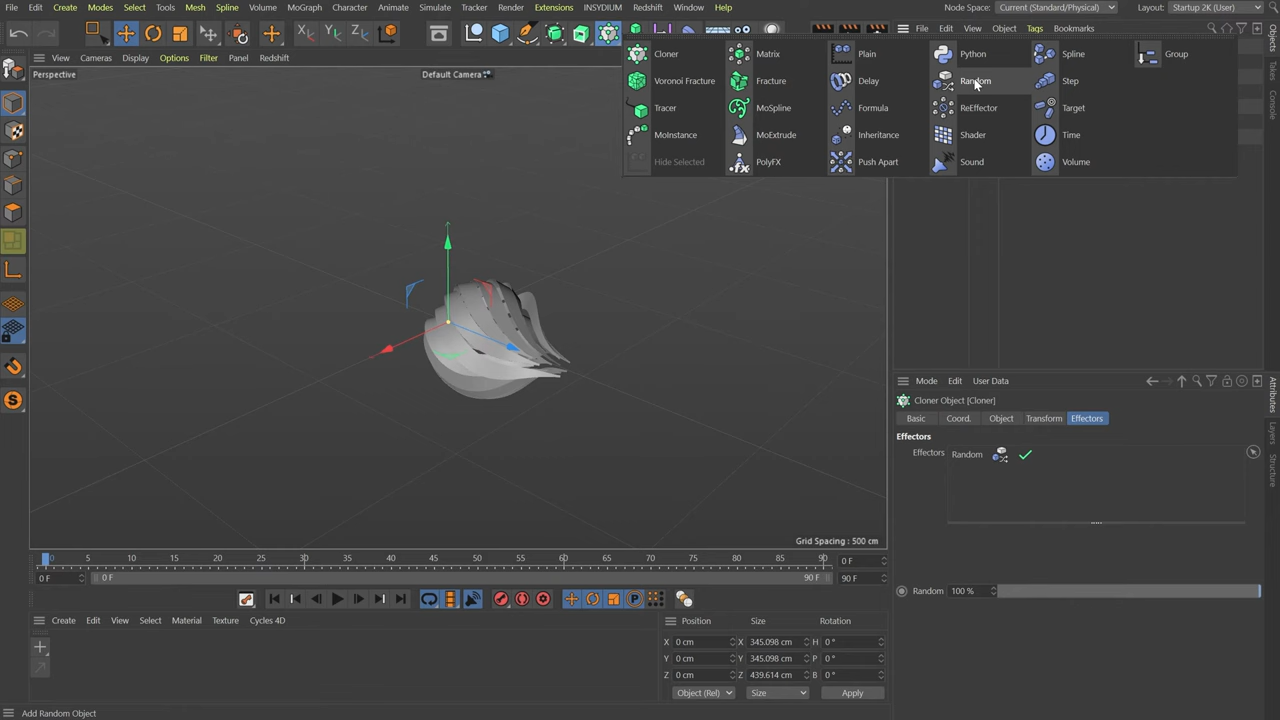 File Edit Create Modes Select Tools Mesh Spline Volume MoGraph Character Animate Simulate Tracker Render Extensions INSYDIUM Redshift Window Help Node Space: Current (Standard/Physical) Layout: Startup 2K (User)
File Edit View Object Tags Bookmarks
View Cameras Display Options Filter Panel Redshift
Cloner Matrix Plain Python Spline Group
Perspective Default Camera
Voronoi Fracture Fracture Delay Random Step
Tracer MoSpline Formula ReEffector Target
MoInstance MoExtrude Inheritance Shader Time
Hide Selected PolyFX Push Apart Sound Volume
Objects
Takes
Console
Mode Edit User Data
Cloner Object [Cloner]
Basic Coord. Object Transform Effectors
Effectors
Effectors Random
Attributes
Layers
Structure
Grid Spacing : 500 cm
0 5 10 15 20 25 30 35 40 45 50 55 60 65 70 75 80 85 90 0 F
0 F 0 F 90 F 90 F
Random 100 %
Create Edit View Select Material Texture Cycles 4D
Position Size Rotation
X 0 cm X 345.098 cm H 0 °
Y 0 cm Y 345.098 cm P 0 °
Z 0 cm Z 439.614 cm B 0 °
Object (Rel) Size Apply
Add Random Object